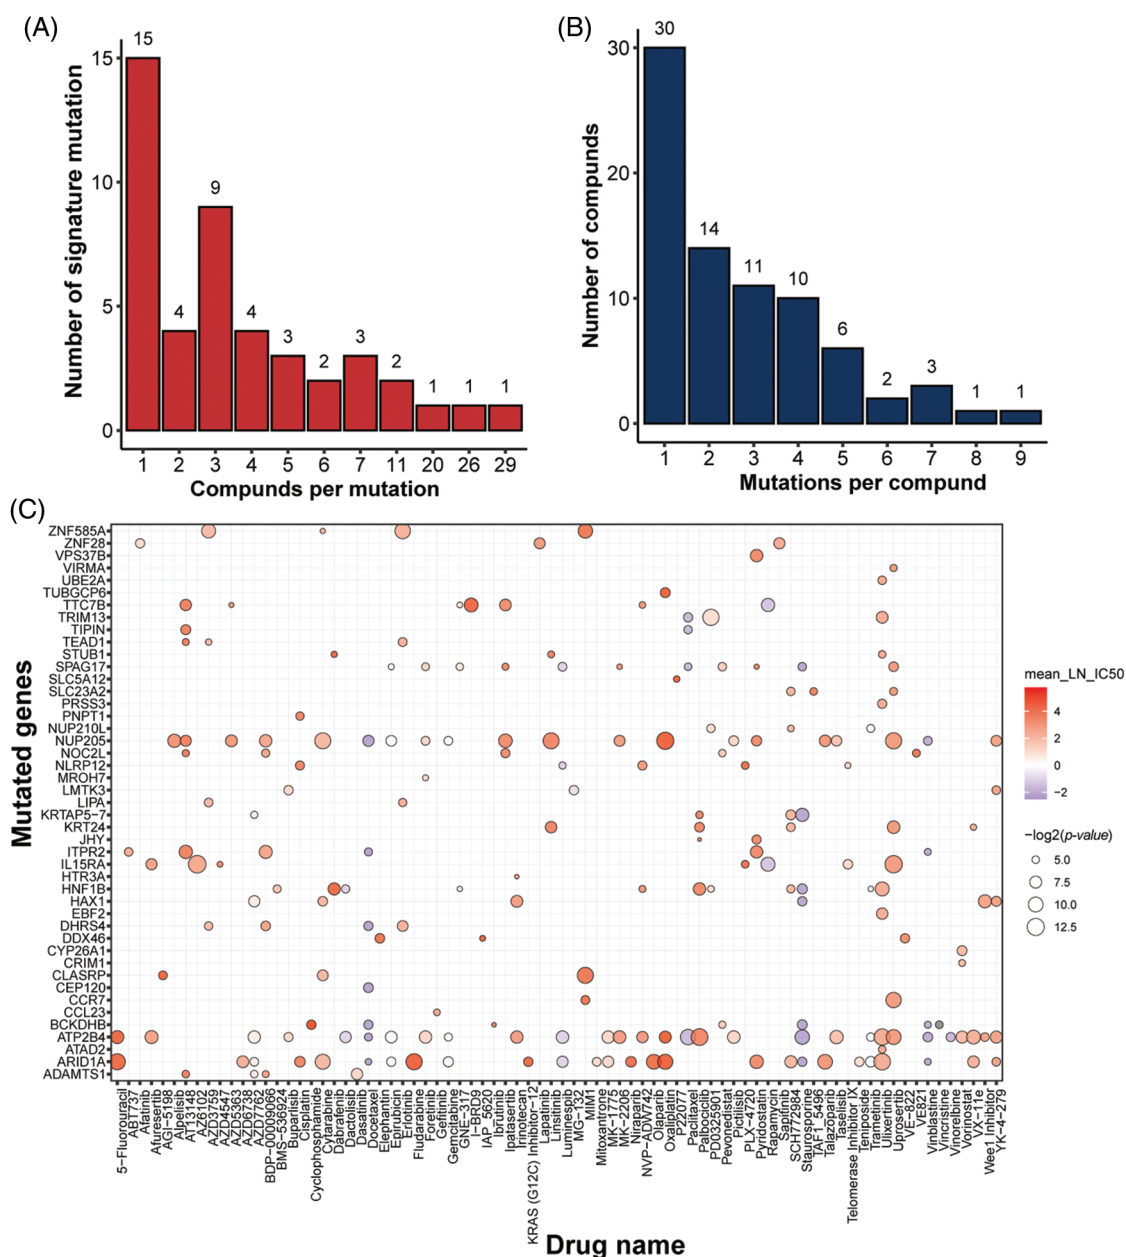 (A)
15
9
4
4
3
2
3
2
1
1
1
15
10
5
0
Number of signature mutation
1 2 3 4 5 6 7 11 20 26 29
Compunds per mutation
(B)
30
14
11
10
6
2
3
1
1
30
20
10
0
Number of compunds
1 2 3 4 5 6 7 8 9
Mutations per compund
(C)
Mutated genes
ZNF585A
ZNF28
VPS37B
VIRMA
UBE2A
TUBGCP6
TTC7B
TRIM13
TIPIN
TEAD1
STUB1
SPAG17
SLC5A12
SLC23A2
PRSS3
PNPT1
NUP210L
NUP205
NOC2L
NLRP12
MROH7
LMTK3
LIPA
KRTAP5-7
KRT24
JHY
ITPR2
IL15RA
HTR3A
HNF1B
HAX1
EBF2
DHRS4
DDX46
CYP26A1
CRIM1
CLASRP
CEP120
CCR7
CCL23
BCKDHB
ATP2B4
ATAD2
ARID1A
ADAMTS1
5-Fluorouracil
ABT737
Afatinib
Afuresertib
AGI-5198
Alpelisib
AT13148
AZ6102
AZD3759
AZD4547
AZD5363
AZD6738
AZD7762
BDP-00009066
BMS-536924
Buparlisib
Cisplatin
Cyclophosphamide
Cytarabine
Dabrafenib
Dactolisib
Dasatinib
Docetaxel
Elephantin
Epirubicin
Erlotinib
Fludarabine
Foretinib
Gefitinib
Gemcitabine
GNE-317
I-BRD9
IAP_5620
Ibrutinib
Ipatasertib
Irinotecan
KRAS (G12C) Inhibitor-12
Lapatinib
Linsitinib
Luminespib
MG-132
MIM1
Mitoxantrone
MK-1775
MK-2206
Niraparib
NVP-ADW742
Olaparib
Oxaliplatin
P22077
Paclitaxel
Palbociclib
PD0325901
Pevonedistat
Pictilisib
PLX-4720
Pyridostatin
Rapamycin
Sapitinib
SCH772984
Staurosporine
TAF1_5496
Talazoparib
Taselisib
Telomerase Inhibitor IX
Teniposide
Trametinib
Ulixertinib
Uprosertib
VE-822
VE821
Vinblastine
Vincristine
Vinorelbine
Vorinostat
VX-11e
Wee1 Inhibitor
YK-4-279
Drug name
mean_LN_IC50
4
2
0
−2
−log2(p-value)
5.0
7.5
10.0
12.5